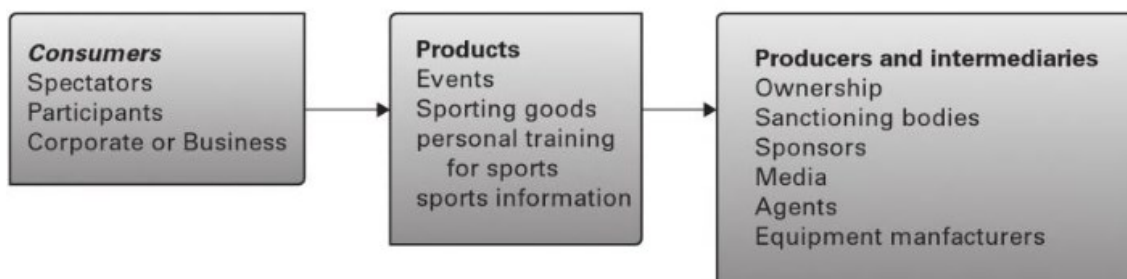 Consumers
Spectators
Participants
Corporate or Business
Products
Events
Sporting goods
personal training
for sports
sports information
Producers and intermediaries
Ownership
Sanctioning bodies
Sponsors
Media
Agents
Equipment manfacturers